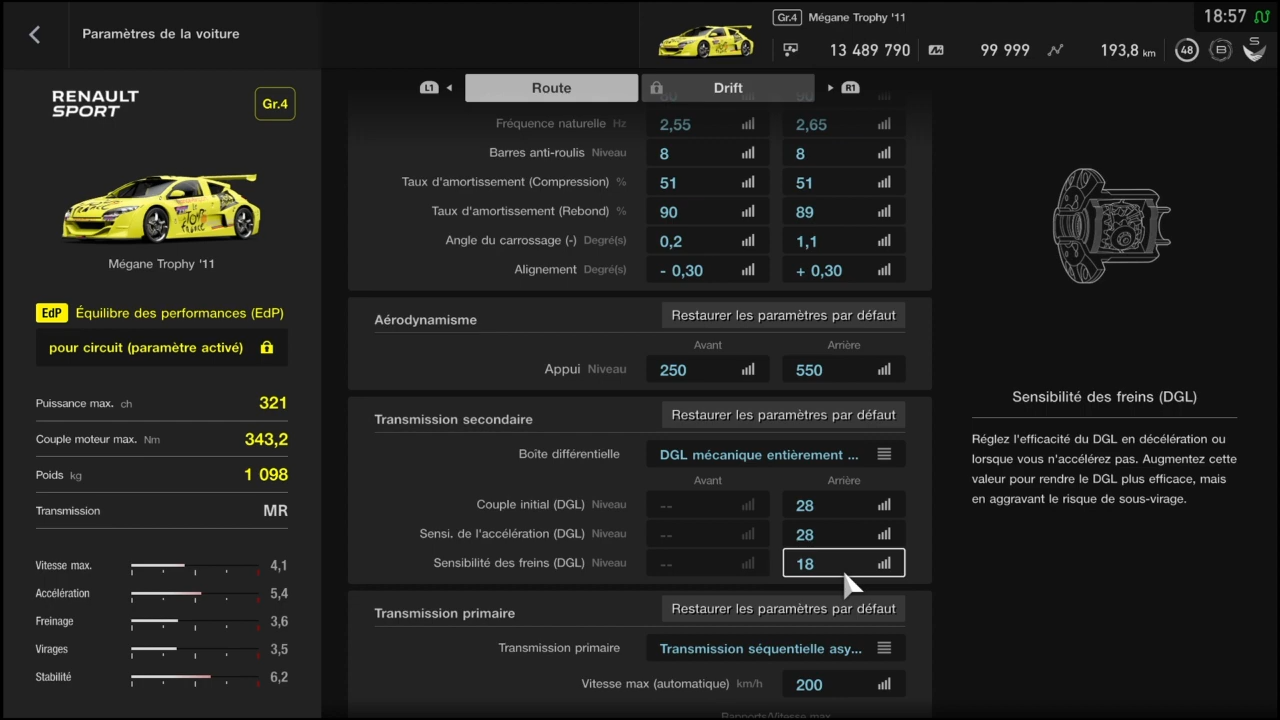 Paramètres de la voiture
Gr.4 Mégane Trophy '11
18:57
13 489 790 99 999 193,8 km 48 B S
L1 Route Drift R1
RENAULT
SPORT
Gr.4
Mégane Trophy '11
EdP Équilibre des performances (EdP)
pour circuit (paramètre activé)
Puissance max. ch 321
Couple moteur max. Nm 343,2
Poids kg 1 098
Transmission MR
Vitesse max. 4,1
Accélération 5,4
Freinage 3,6
Virages 3,5
Stabilité 6,2
Fréquence naturelle Hz 2,55 2,65
Barres anti-roulis Niveau 8 8
Taux d'amortissement (Compression) % 51 51
Taux d'amortissement (Rebond) % 90 89
Angle du carrossage (-) Degré(s) 0,2 1,1
Alignement Degré(s) - 0,30 + 0,30
Aérodynamisme Restaurer les paramètres par défaut
Avant Arrière
Appui Niveau 250 550
Transmission secondaire Restaurer les paramètres par défaut
Boîte différentielle DGL mécanique entièrement ...
Avant Arrière
Couple initial (DGL) Niveau -- 28
Sensi. de l'accélération (DGL) Niveau -- 28
Sensibilité des freins (DGL) Niveau -- 18
Transmission primaire Restaurer les paramètres par défaut
Transmission primaire Transmission séquentielle asy...
Vitesse max (automatique) km/h 200
Rapports/Vitesse max
Sensibilité des freins (DGL)
Réglez l'efficacité du DGL en décélération ou
lorsque vous n'accélérez pas. Augmentez cette
valeur pour rendre le DGL plus efficace, mais
en aggravant le risque de sous-virage.